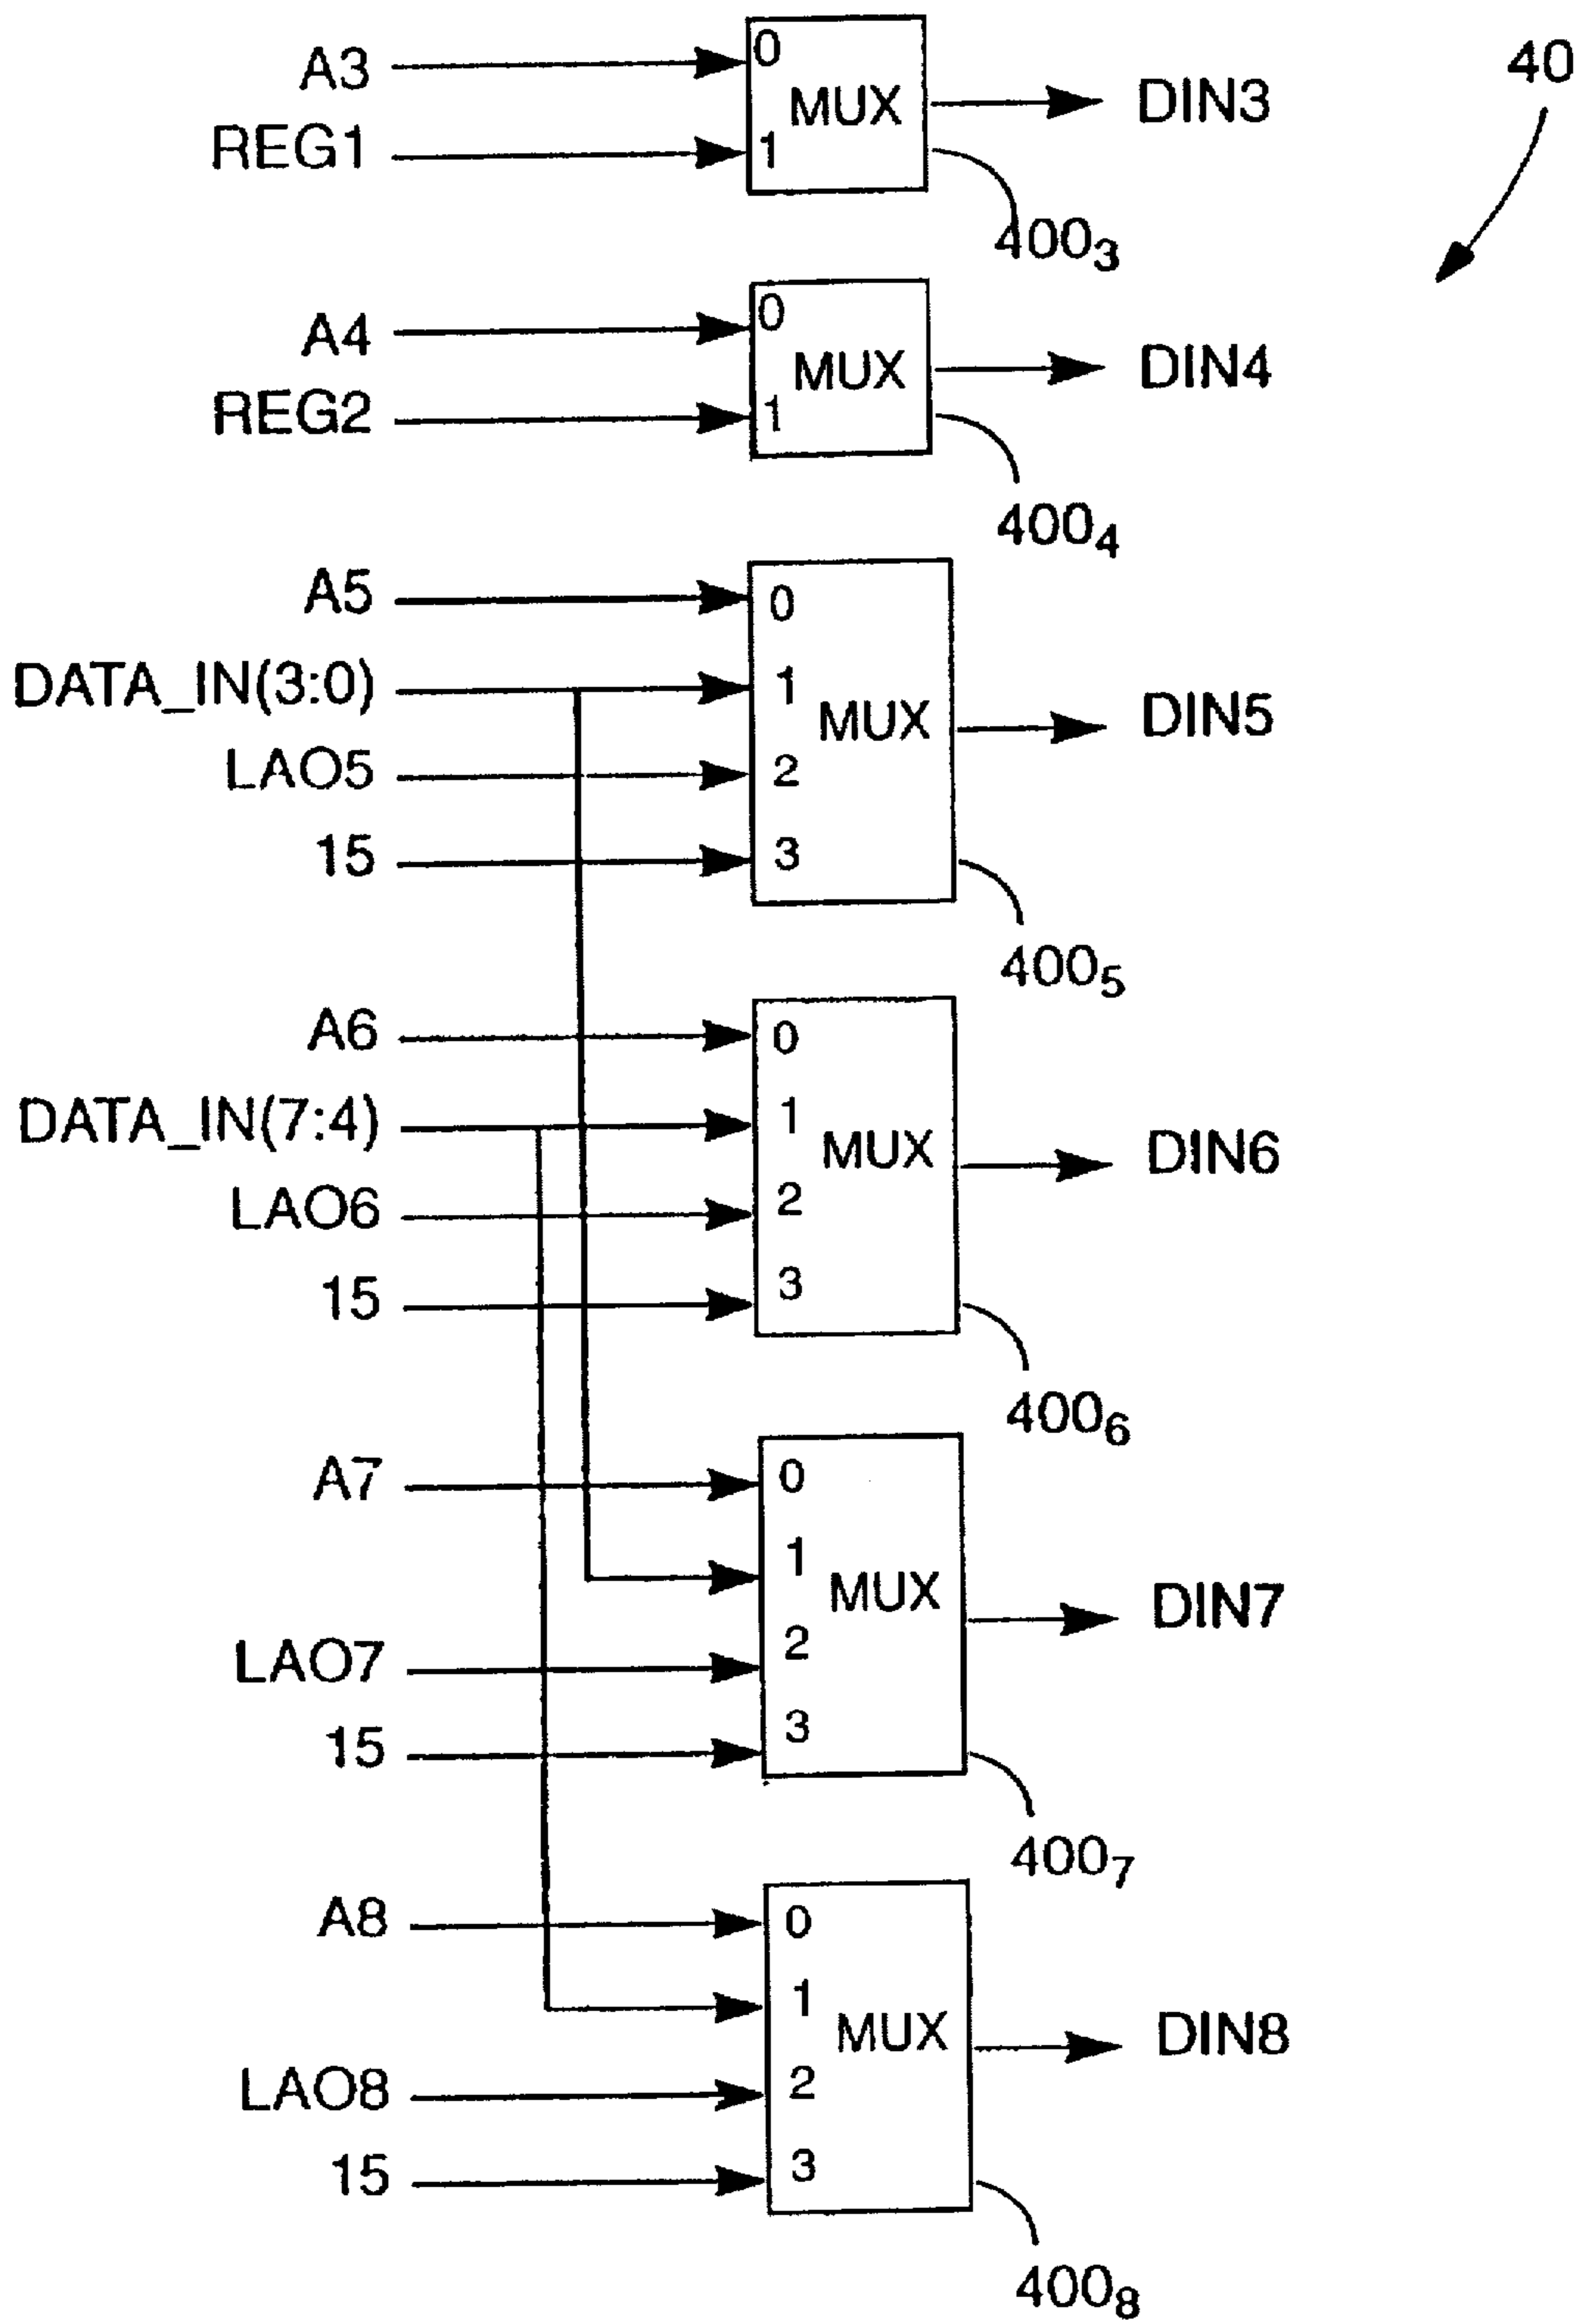 A3
REG1
0
1
MUX
DIN3
400₃
40
A4
REG2
0
1
MUX
DIN4
400₄
A5
DATA_IN(3:0)
LAO5
15
0
1
2
3
MUX
DIN5
400₅
A6
DATA_IN(7:4)
LAO6
15
0
1
2
3
MUX
DIN6
400₆
A7
LAO7
15
0
1
2
3
MUX
DIN7
400₇
A8
LAO8
15
0
1
2
3
MUX
DIN8
400₈